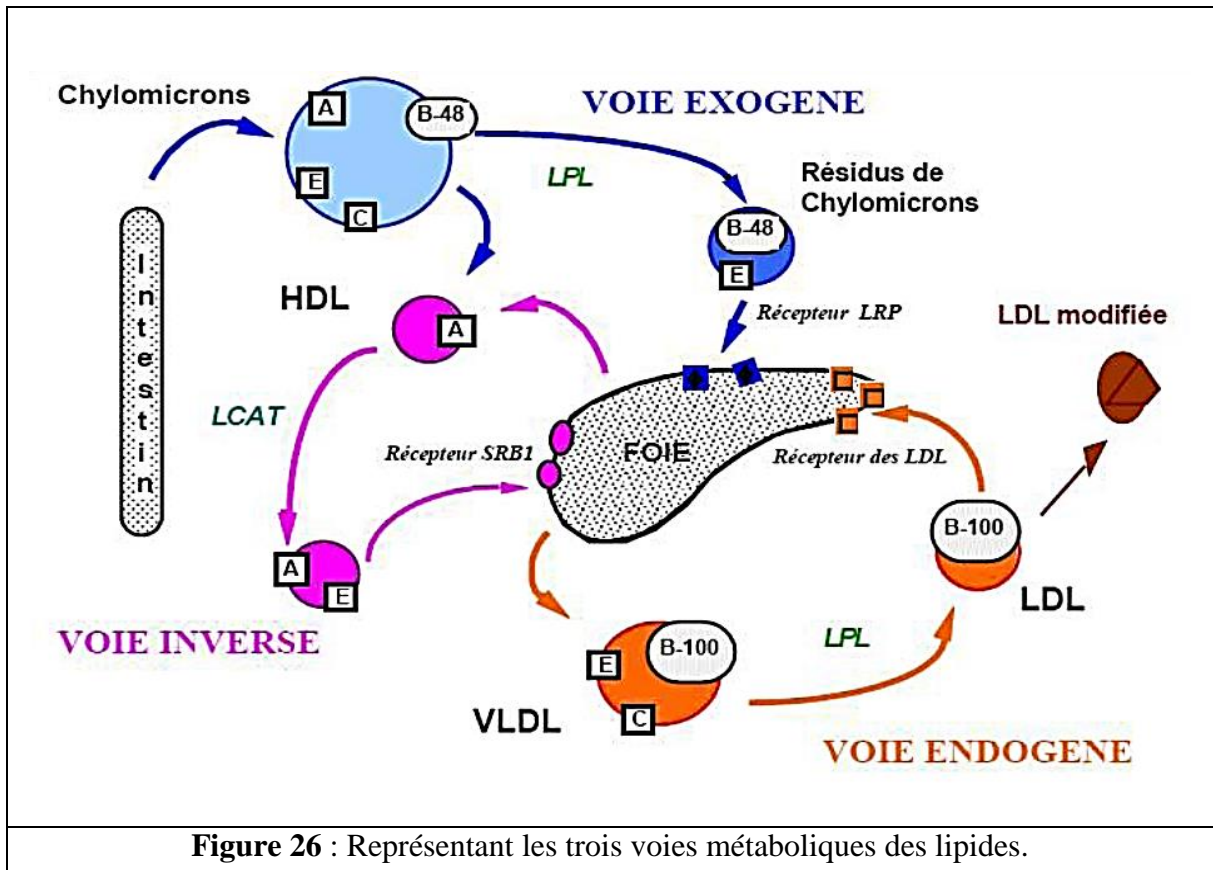 Chylomicrons
A
B-48
E
C
VOIE EXOGENE
LPL
Résidus de
Chylomicrons
B-48
E
Intestin
HDL
A
Récepteur LRP
LDL modifiée
LCAT
Récepteur SRB1
FOIE
Récepteur des LDL
A
E
B-100
LDL
VOIE INVERSE
E
B-100
C
LPL
VLDL
VOIE ENDOGENE
Figure 26 : Représentant les trois voies métaboliques des lipides.